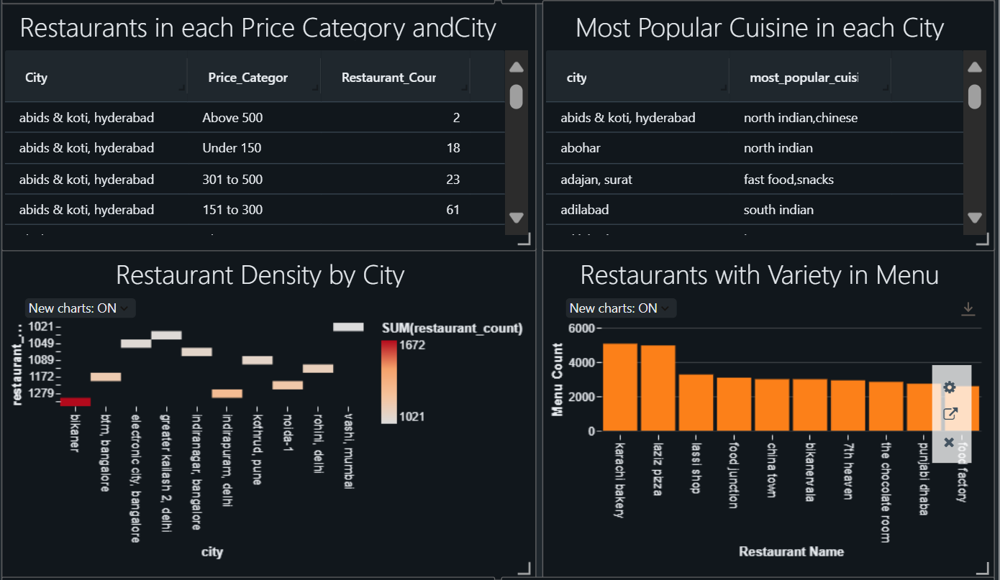 Restaurants in each Price Category andCity
City Price_Categor Restaurant_Cour
abids & koti, hyderabad Above 500 2
abids & koti, hyderabad Under 150 18
abids & koti, hyderabad 301 to 500 23
abids & koti, hyderabad 151 to 300 61
Most Popular Cuisine in each City
city most_popular_cuisi
abids & koti, hyderabad north indian,chinese
abohar north indian
adajan, surat fast food,snacks
adilabad south indian
Restaurant Density by City
New charts: ON
restaurant_...
1021
1049
1089
1172
1279
bikaner
btm, bangalore
electronic city, bangalore
greater kailash 2, delhi
indiranagar, bangalore
indirapuram, delhi
kothrud, pune
noida-1
rohini, delhi
vashi, mumbai
city
SUM(restaurant_count)
1672
1021
Restaurants with Variety in Menu
New charts: ON
Menu Count
6000
4000
2000
0
karachi bakery
laziz pizza
lassi shop
food junction
china town
bikanervala
7th heaven
the chocolate room
punjabi dhaba
food factory
Restaurant Name